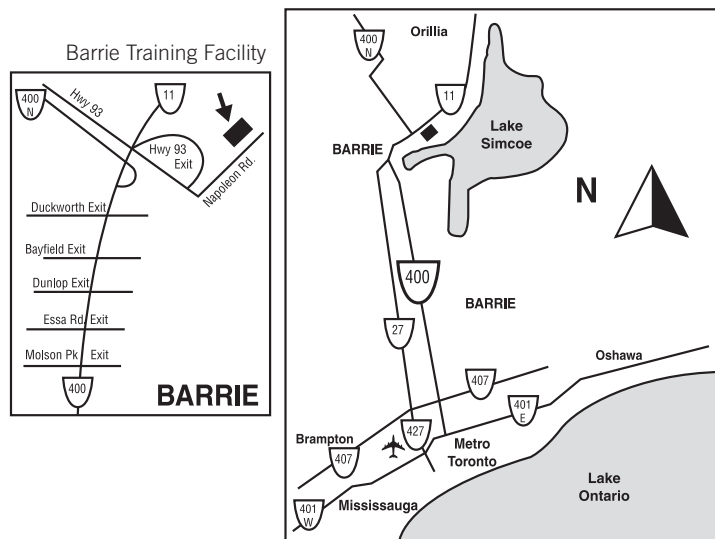 Barrie Training Facility
400
N
Hwy 93
11
Hwy 93
Exit
Napoleon Rd.
Duckworth Exit
Bayfield Exit
Dunlop Exit
Essa Rd. Exit
Molson Pk Exit
400
BARRIE
400
N
Orillia
11
Lake
Simcoe
BARRIE
N
400
BARRIE
27
Oshawa
407
401
E
427
Brampton
Metro
Toronto
407
401
W
Mississauga
Lake
Ontario